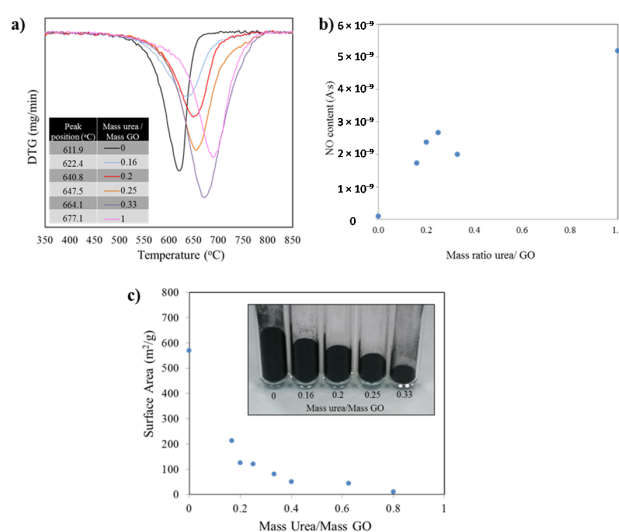 a)
DTG (mg/min)
Peak position (°C) Mass urea / Mass GO
611.9 0
622.4 0.16
640.8 0.2
647.5 0.25
664.1 0.33
677.1 1
350 400 450 500 550 600 650 700 750 800 850
Temperature (°C)
b)
NO content (A·s)
6×10⁻⁹
5×10⁻⁹
4×10⁻⁹
3×10⁻⁹
2×10⁻⁹
1×10⁻⁹
0
0.0 0.2 0.4 0.6 0.8 1.
Mass ratio urea/ GO
c)
Surface Area (m²/g)
800
700
600
500
400
300
200
100
0
0 0.16 0.2 0.25 0.33
Mass urea/Mass GO
0 0.2 0.4 0.6 0.8 1
Mass Urea/Mass GO